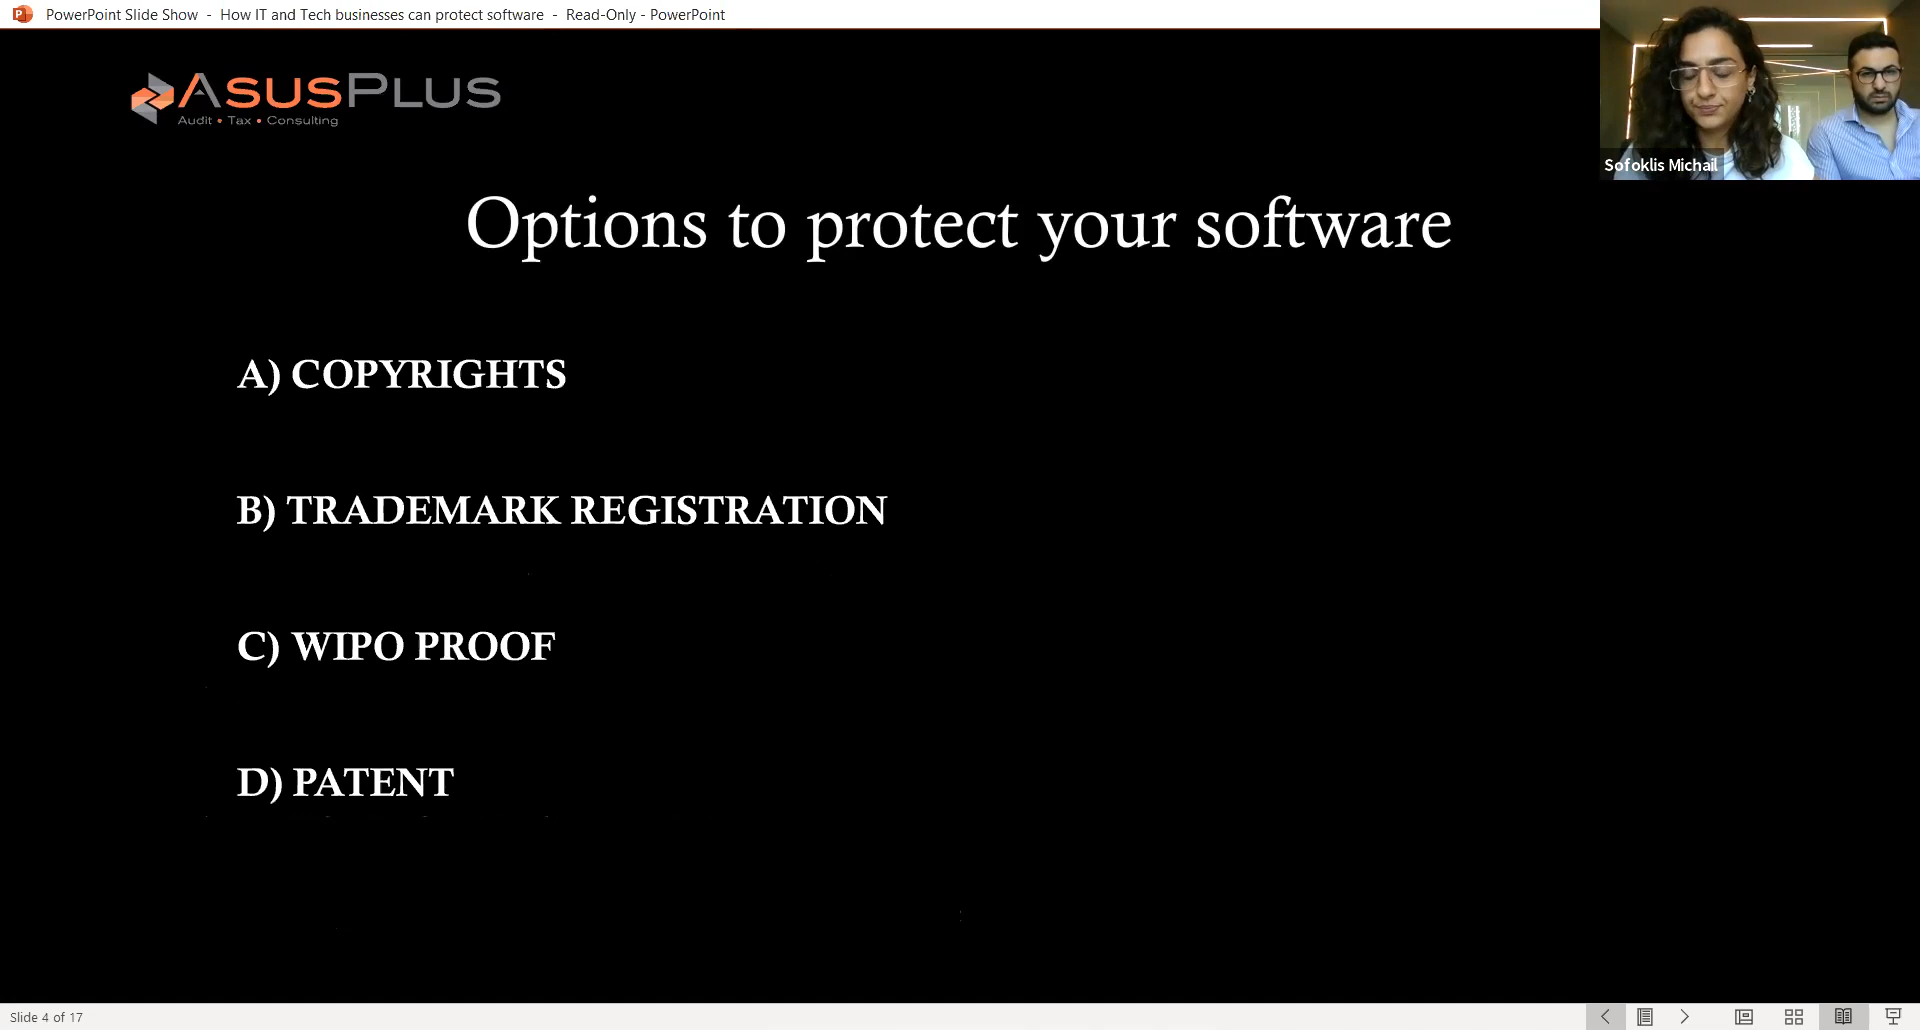 PowerPoint Slide Show - How IT and Tech businesses can protect software - Read-Only - PowerPoint
ASUSPLUS
Audit • Tax • Consulting
Sofoklis Michail
Options to protect your software
A) COPYRIGHTS
B) TRADEMARK REGISTRATION
C) WIPO PROOF
D) PATENT
Slide 4 of 17